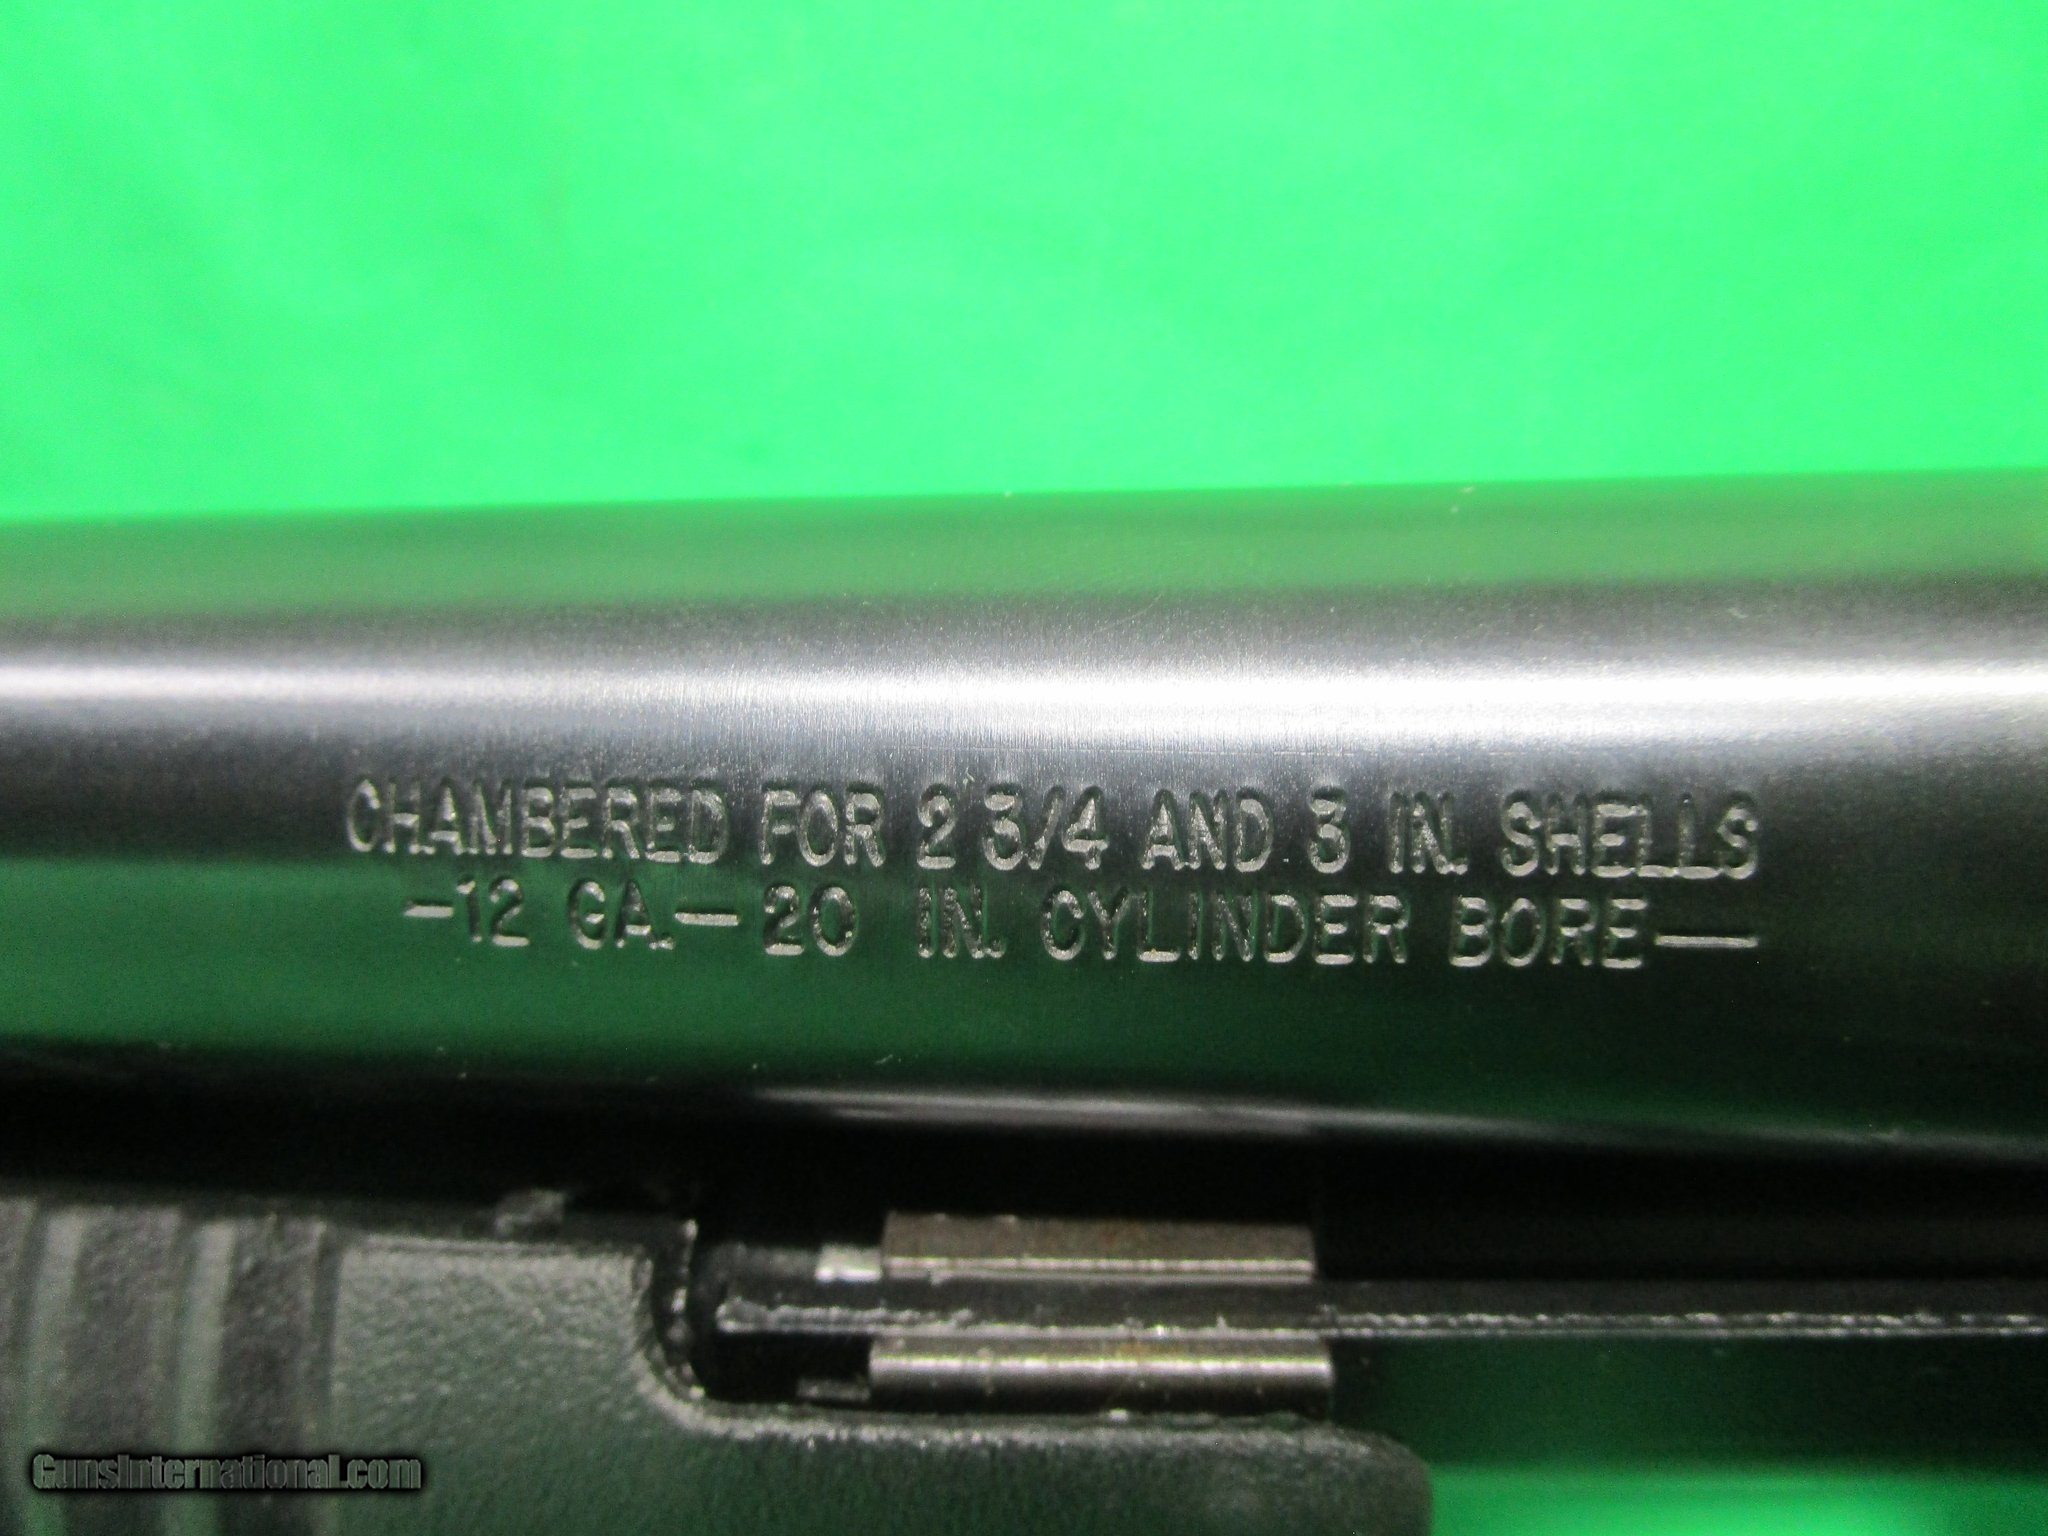 CHAMBERED FOR 2 3/4 AND 3 IN. SHELLS
-12 GA.-20 IN. CYLINDER BORE-
GunsInternational.com